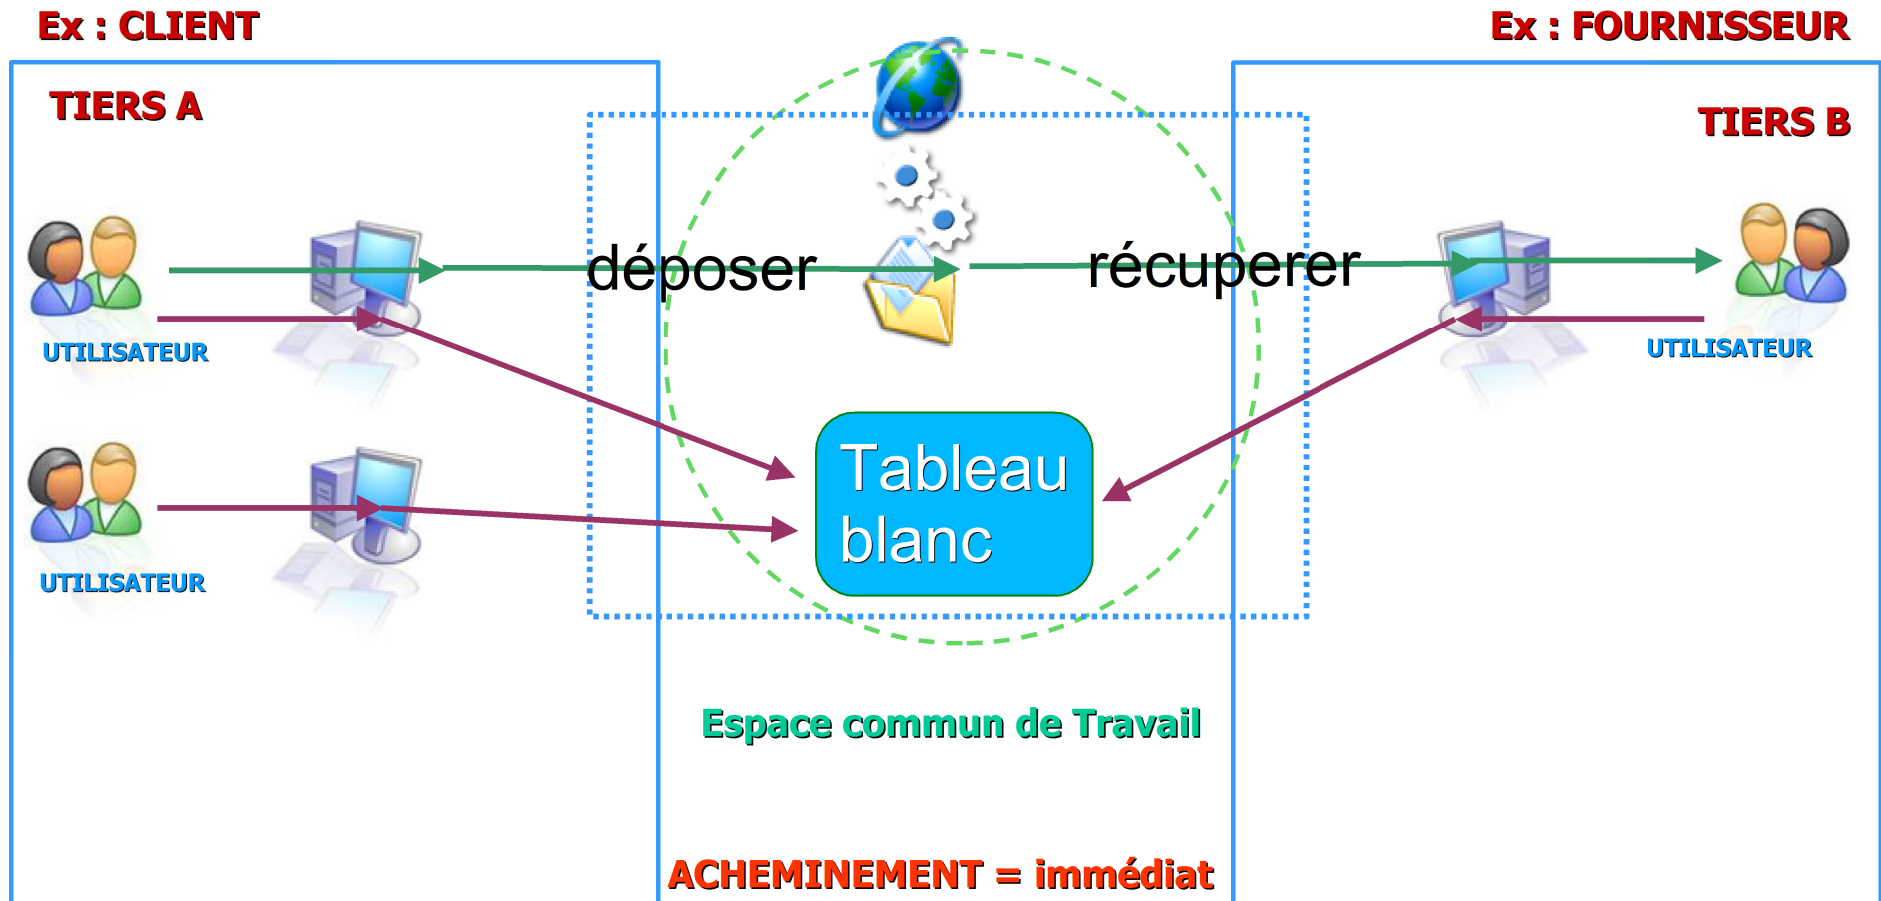 Ex : CLIENT
Ex : FOURNISSEUR
TIERS A
TIERS B
déposer
récuperer
UTILISATEUR
UTILISATEUR
Tableau
blanc
UTILISATEUR
Espace commun de Travail
ACHEMINEMENT = immédiat